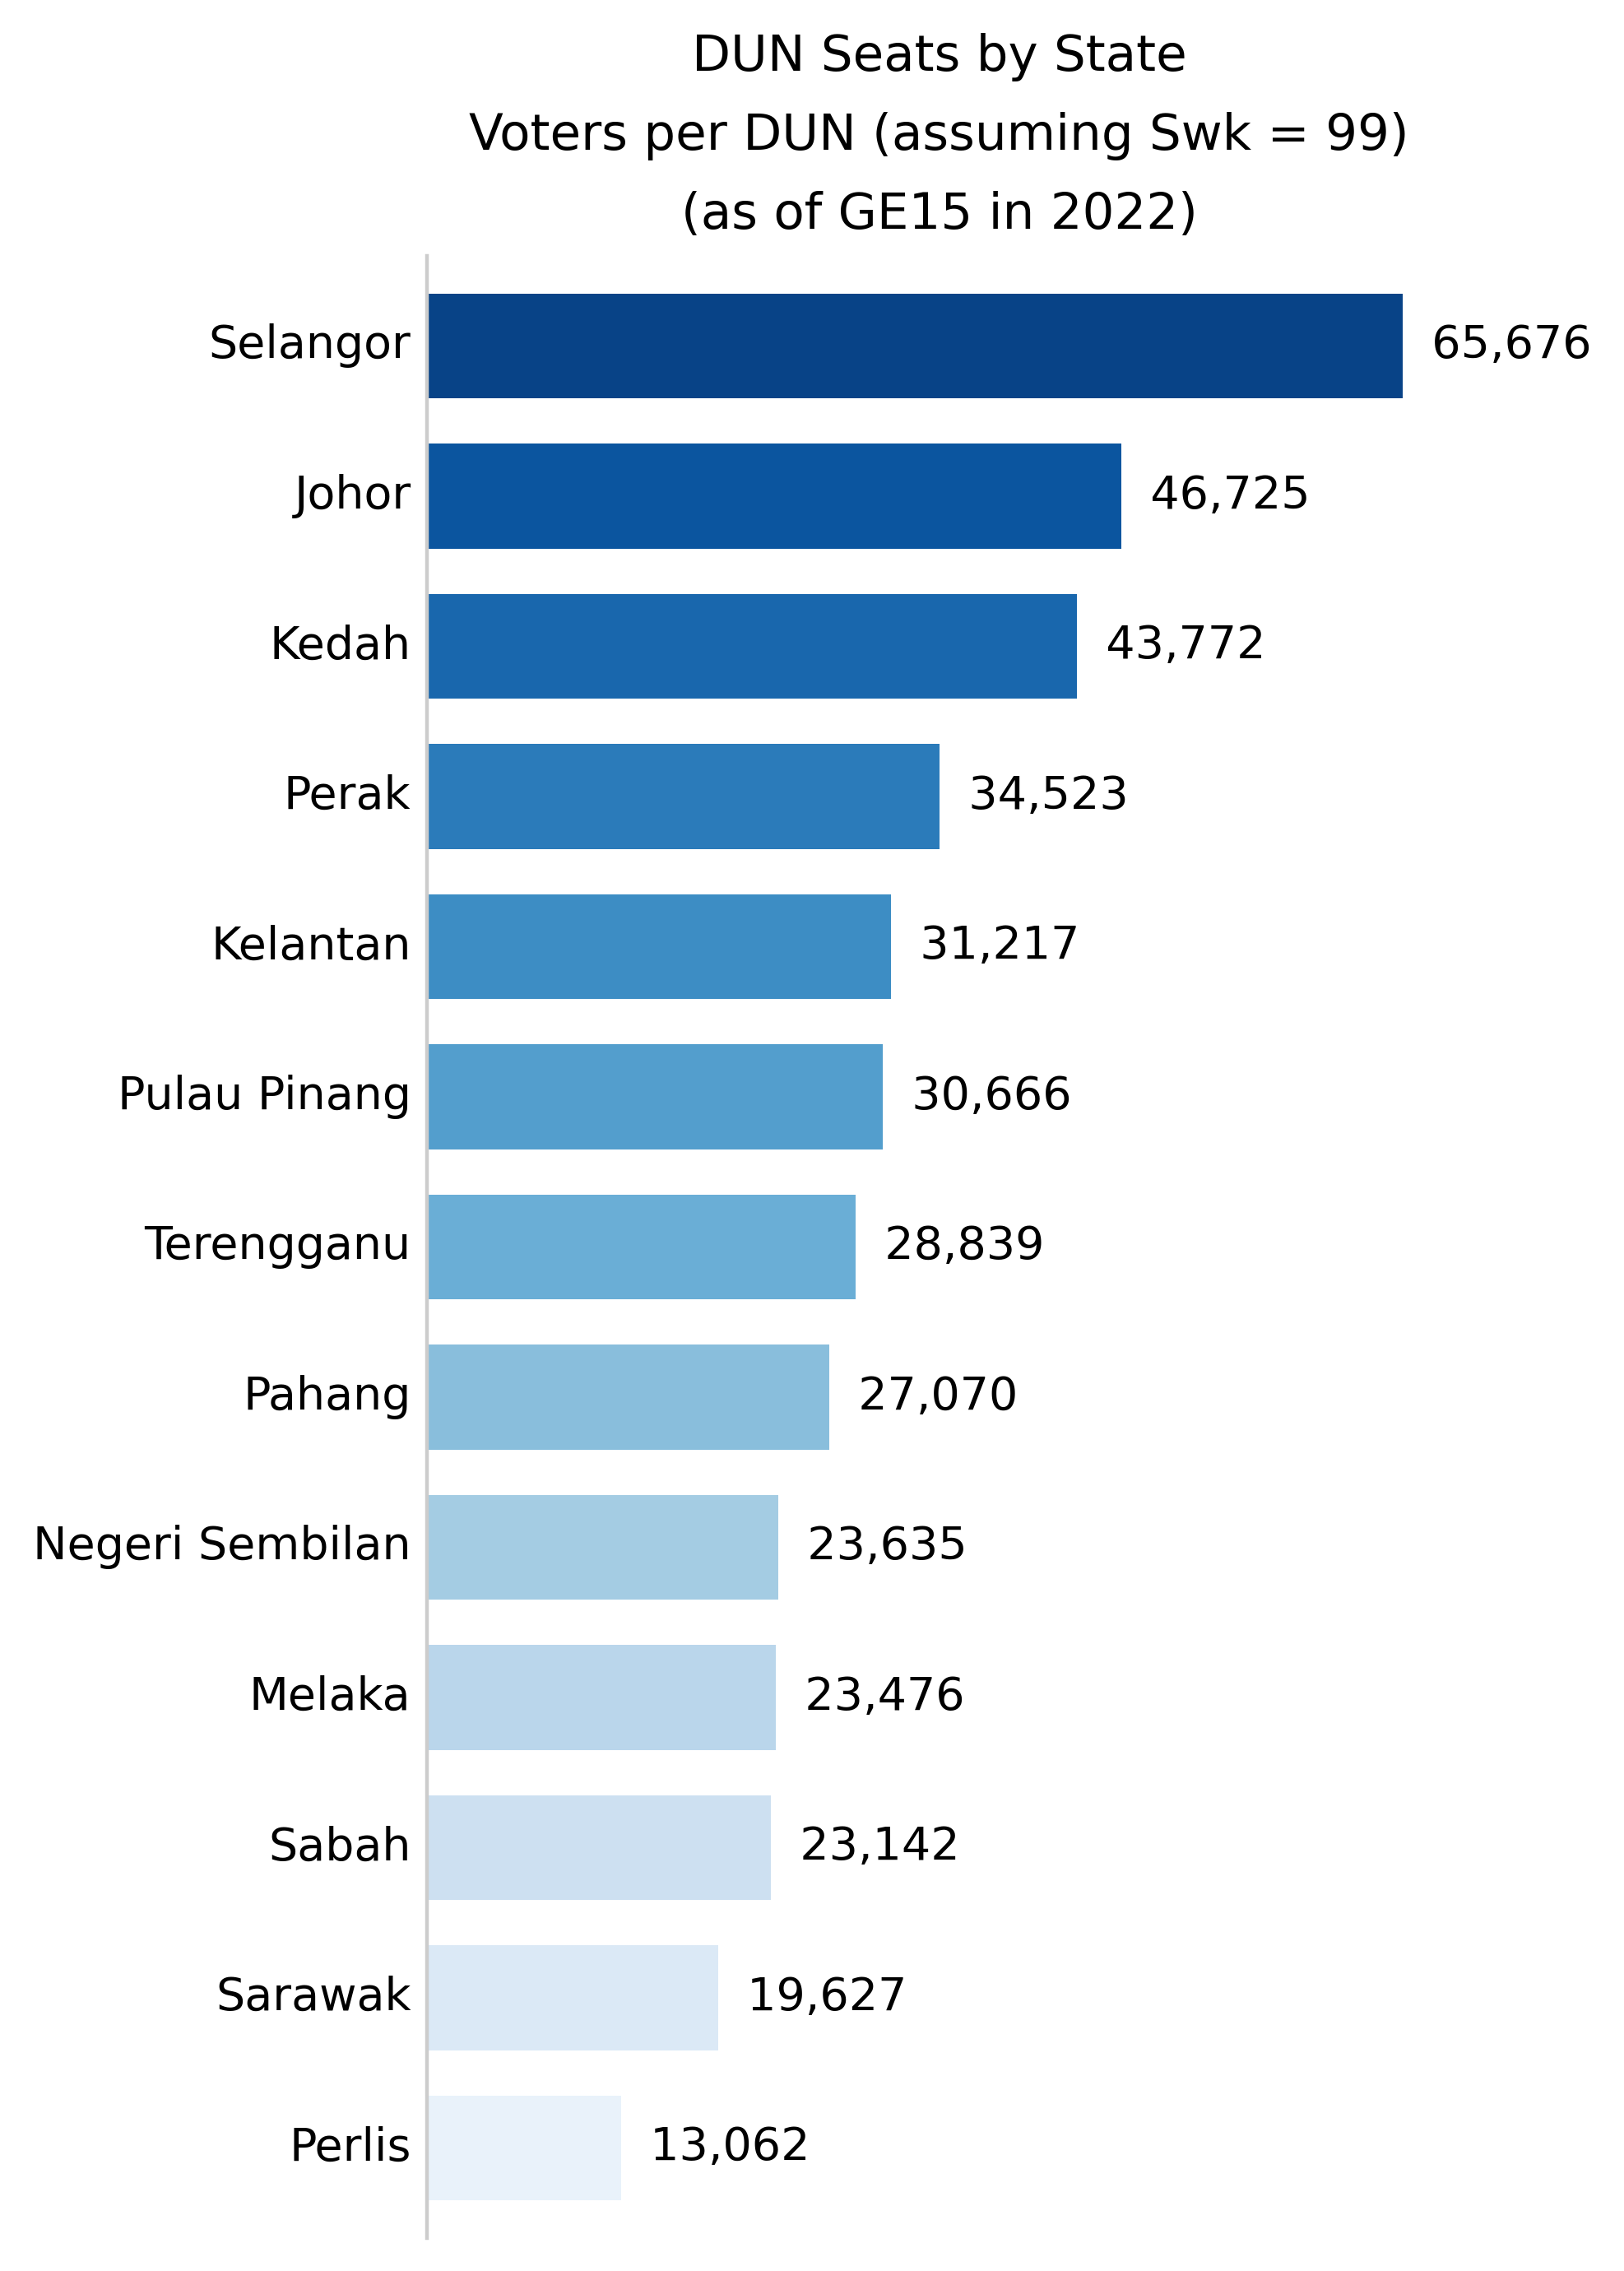 DUN Seats by State
Voters per DUN (assuming Swk = 99)
(as of GE15 in 2022)
Selangor 65,676
Johor 46,725
Kedah 43,772
Perak 34,523
Kelantan 31,217
Pulau Pinang 30,666
Terengganu 28,839
Pahang 27,070
Negeri Sembilan 23,635
Melaka 23,476
Sabah 23,142
Sarawak 19,627
Perlis 13,062